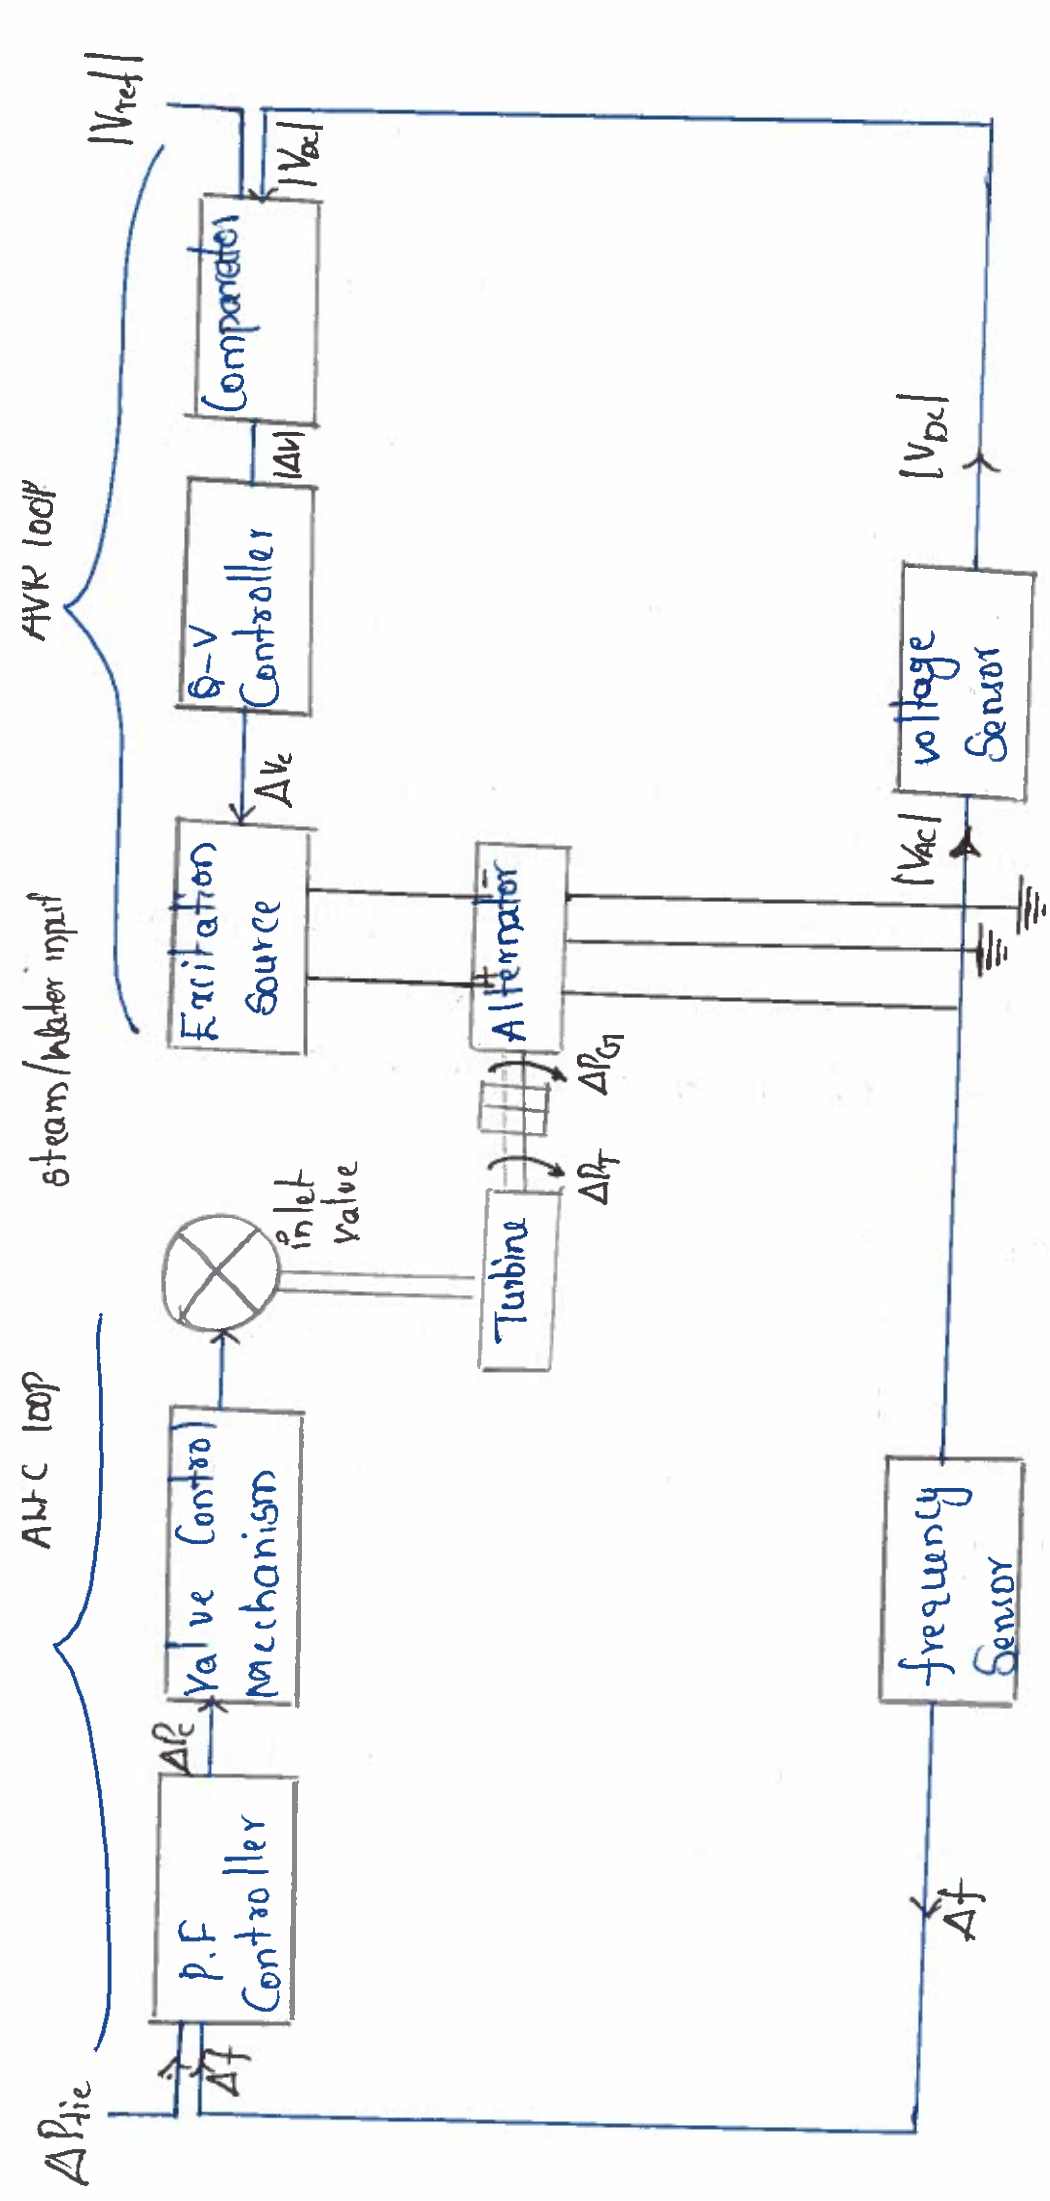 ALFC loop
steam/water input
AVR loop
ΔPtie
|Vref|
Δf
P.F
Controller
ΔPc
Valve Control
Mechanism
inlet
valve
Excitation
Source
ΔVc
Q-V
Controller
|ΔV|
Comparator
|VDC|
Turbine
ΔPT
ΔPG
+ -
Alternator
Δf
frequency
Sensor
|VAC|
voltage
Sensor
|VDC|